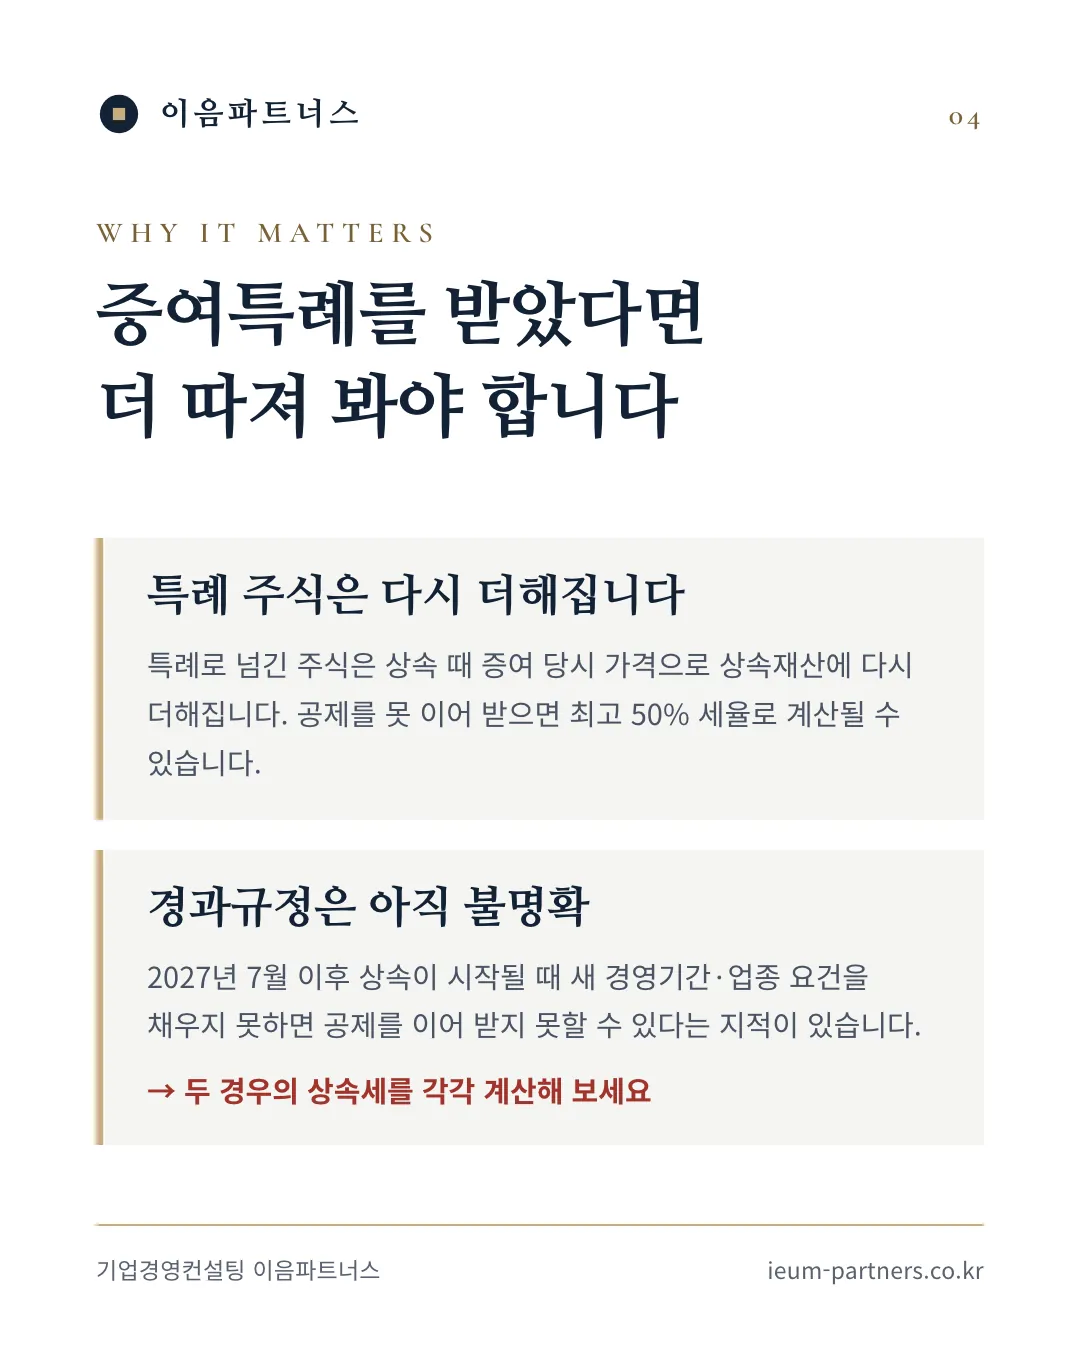 이음파트너스
04
WHY IT MATTERS
증여특례를 받았다면
더 따져 봐야 합니다
특례 주식은 다시 더해집니다
특례로 넘긴 주식은 상속 때 증여 당시 가격으로 상속재산에 다시
더해집니다. 공제를 못 이어 받으면 최고 50% 세율로 계산될 수
있습니다.
경과규정은 아직 불명확
2027년 7월 이후 상속이 시작될 때 새 경영기간·업종 요건을
채우지 못하면 공제를 이어 받지 못할 수 있다는 지적이 있습니다.
→ 두 경우의 상속세를 각각 계산해 보세요
기업경영컨설팅 이음파트너스
ieum-partners.co.kr